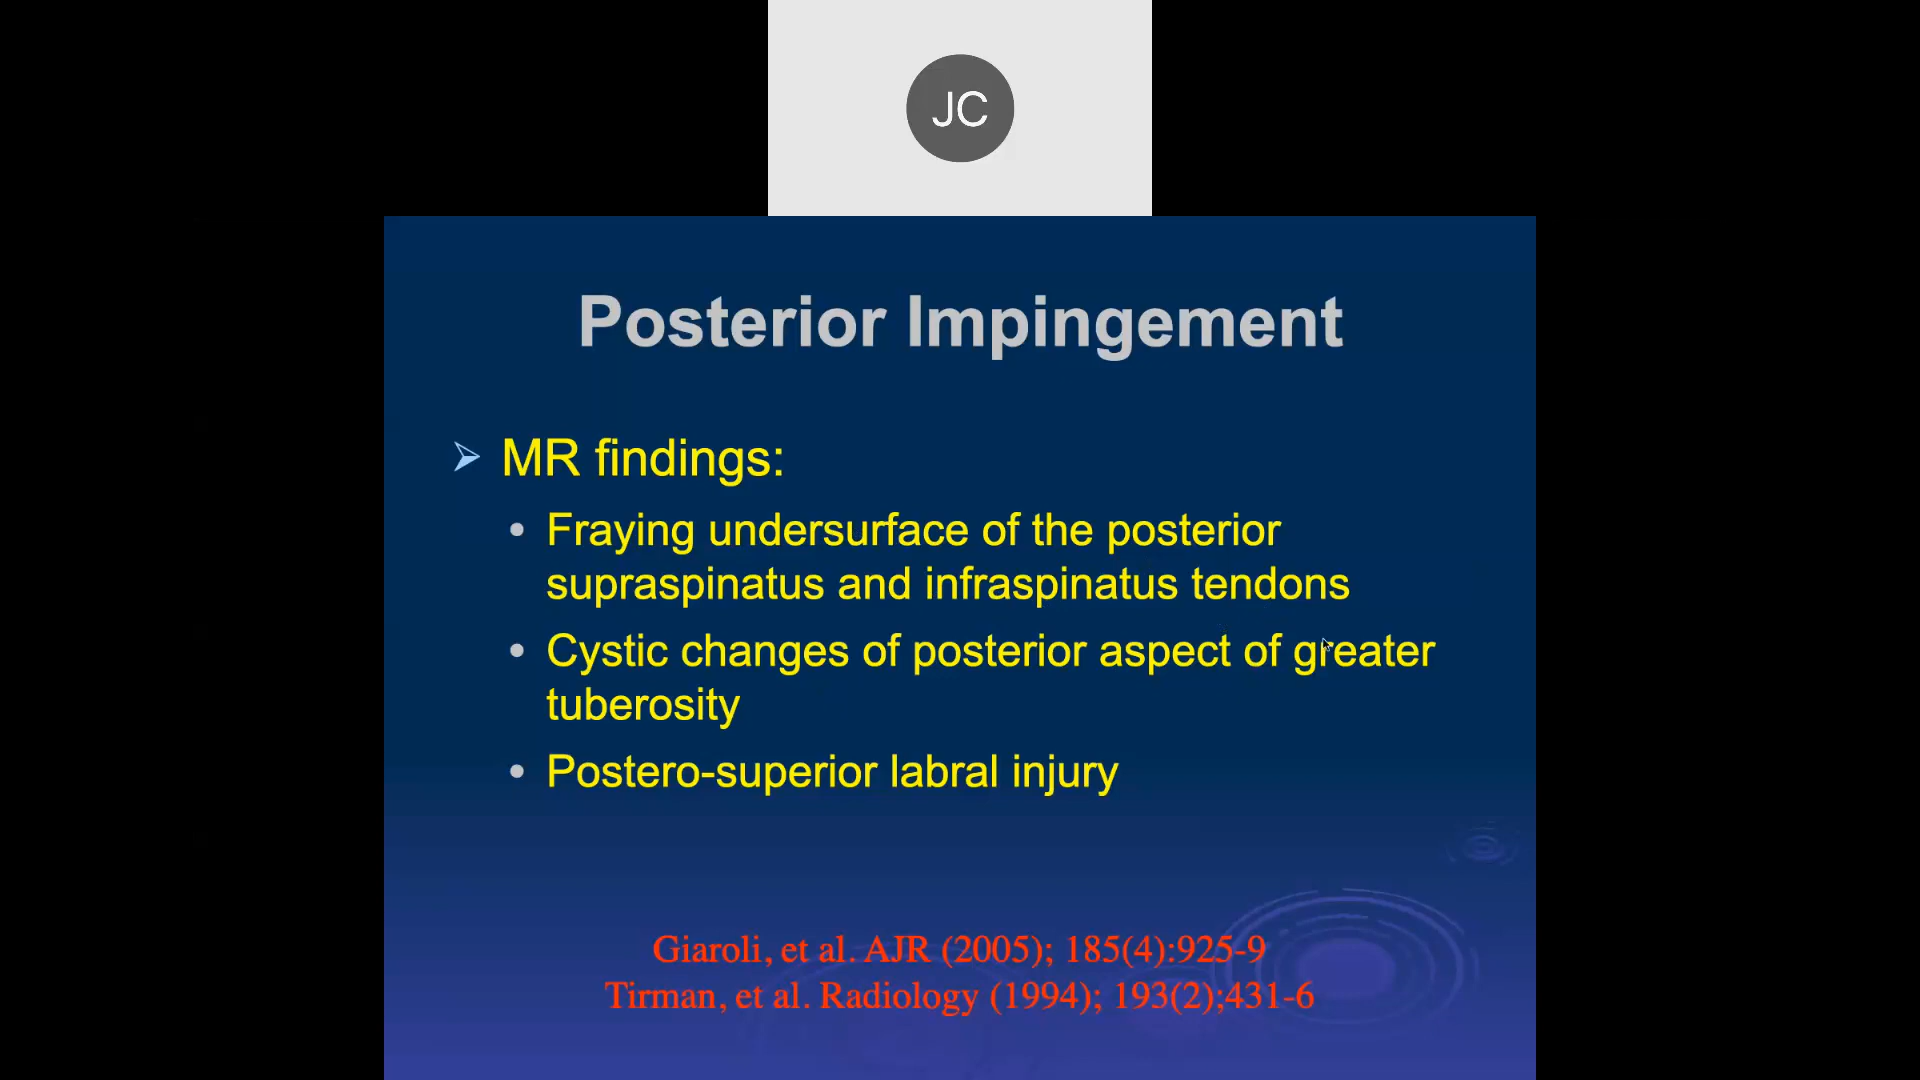 JC
Posterior Impingement
MR findings:
Fraying undersurface of the posterior
supraspinatus and infraspinatus tendons
Cystic changes of posterior aspect of greater
tuberosity
Postero-superior labral injury
Giaroli, et al. AJR (2005); 185(4):925-9
Tirman, et al. Radiology (1994); 193(2);431-6